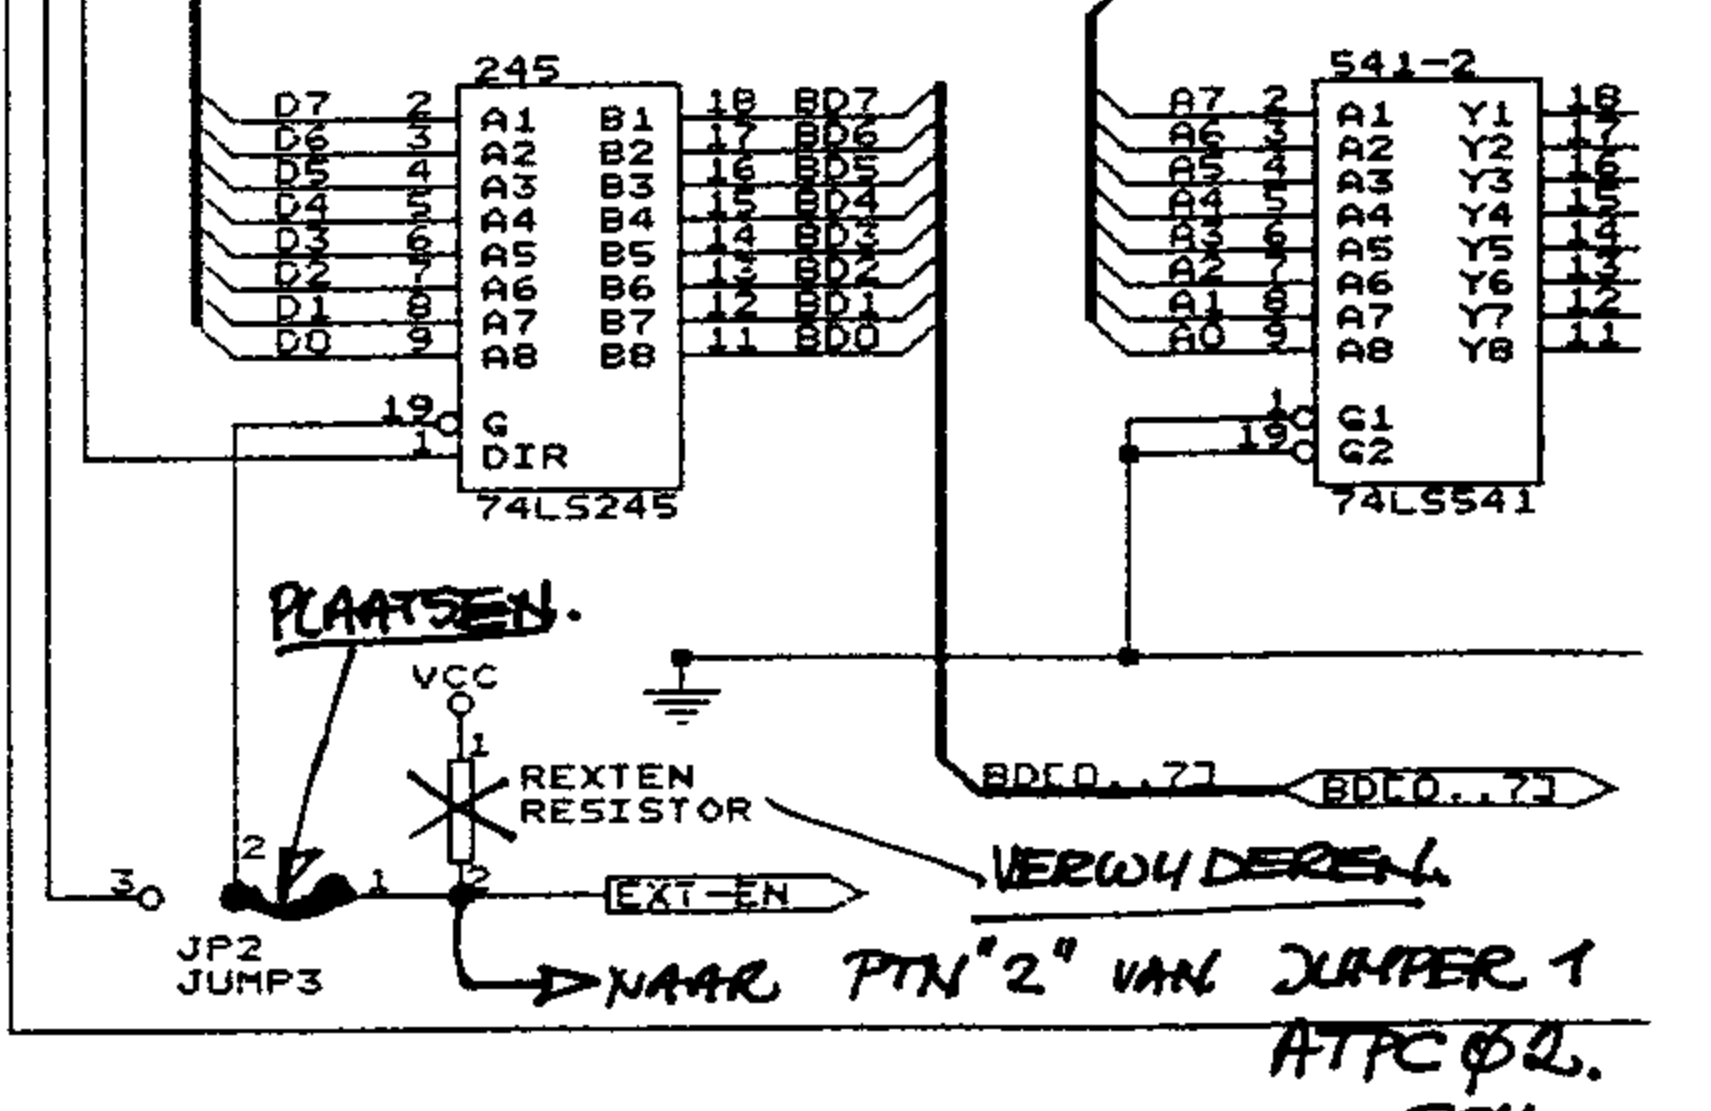 245
541-2
D7 2 A1 B1 18 BD7
A7 2 A1 Y1 18
D6 3 A2 B2 17 BD6
A6 3 A2 Y2 17
D5 4 A3 B3 16 BD5
A5 4 A3 Y3 16
D4 5 A4 B4 15 BD4
A4 5 A4 Y4 15
D3 6 A5 B5 14 BD3
A3 6 A5 Y5 14
D2 7 A6 B6 13 BD2
A2 7 A6 Y6 13
D1 8 A7 B7 12 BD1
A1 8 A7 Y7 12
D0 9 A8 B8 11 BD0
A0 9 A8 Y8 11
19 G
1 G1
1 DIR
19 G2
74LS245
74LS541
PLAATSEN.
VCC
1
REXTEN
RESISTOR
BD[0..7]
BD[0..7]
VERWIJDEREN.
2
3
1
2
EXT-EN
JP2
JUMP3
NAAR PIN "2" VAN JUMPER 1
ATPC Ø2.